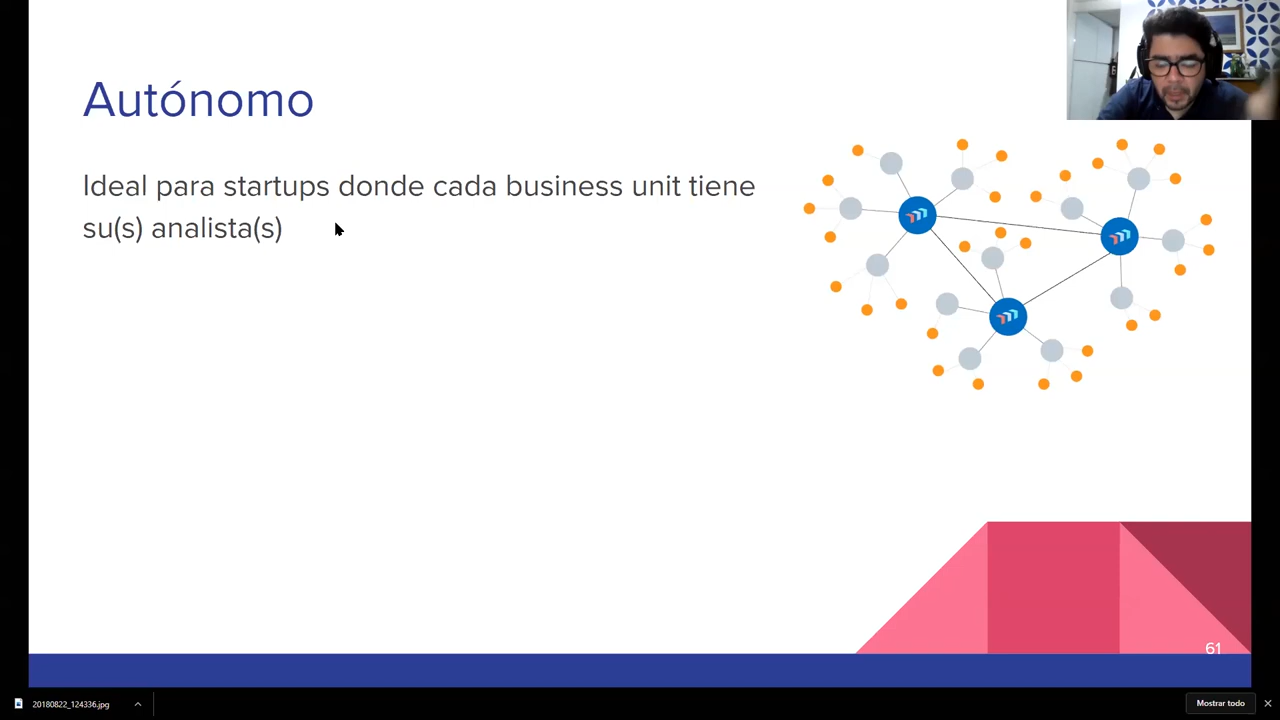 Autónomo
Ideal para startups donde cada business unit tiene
su(s) analista(s)
61
20180822_124336.jpg
Mostrar todo